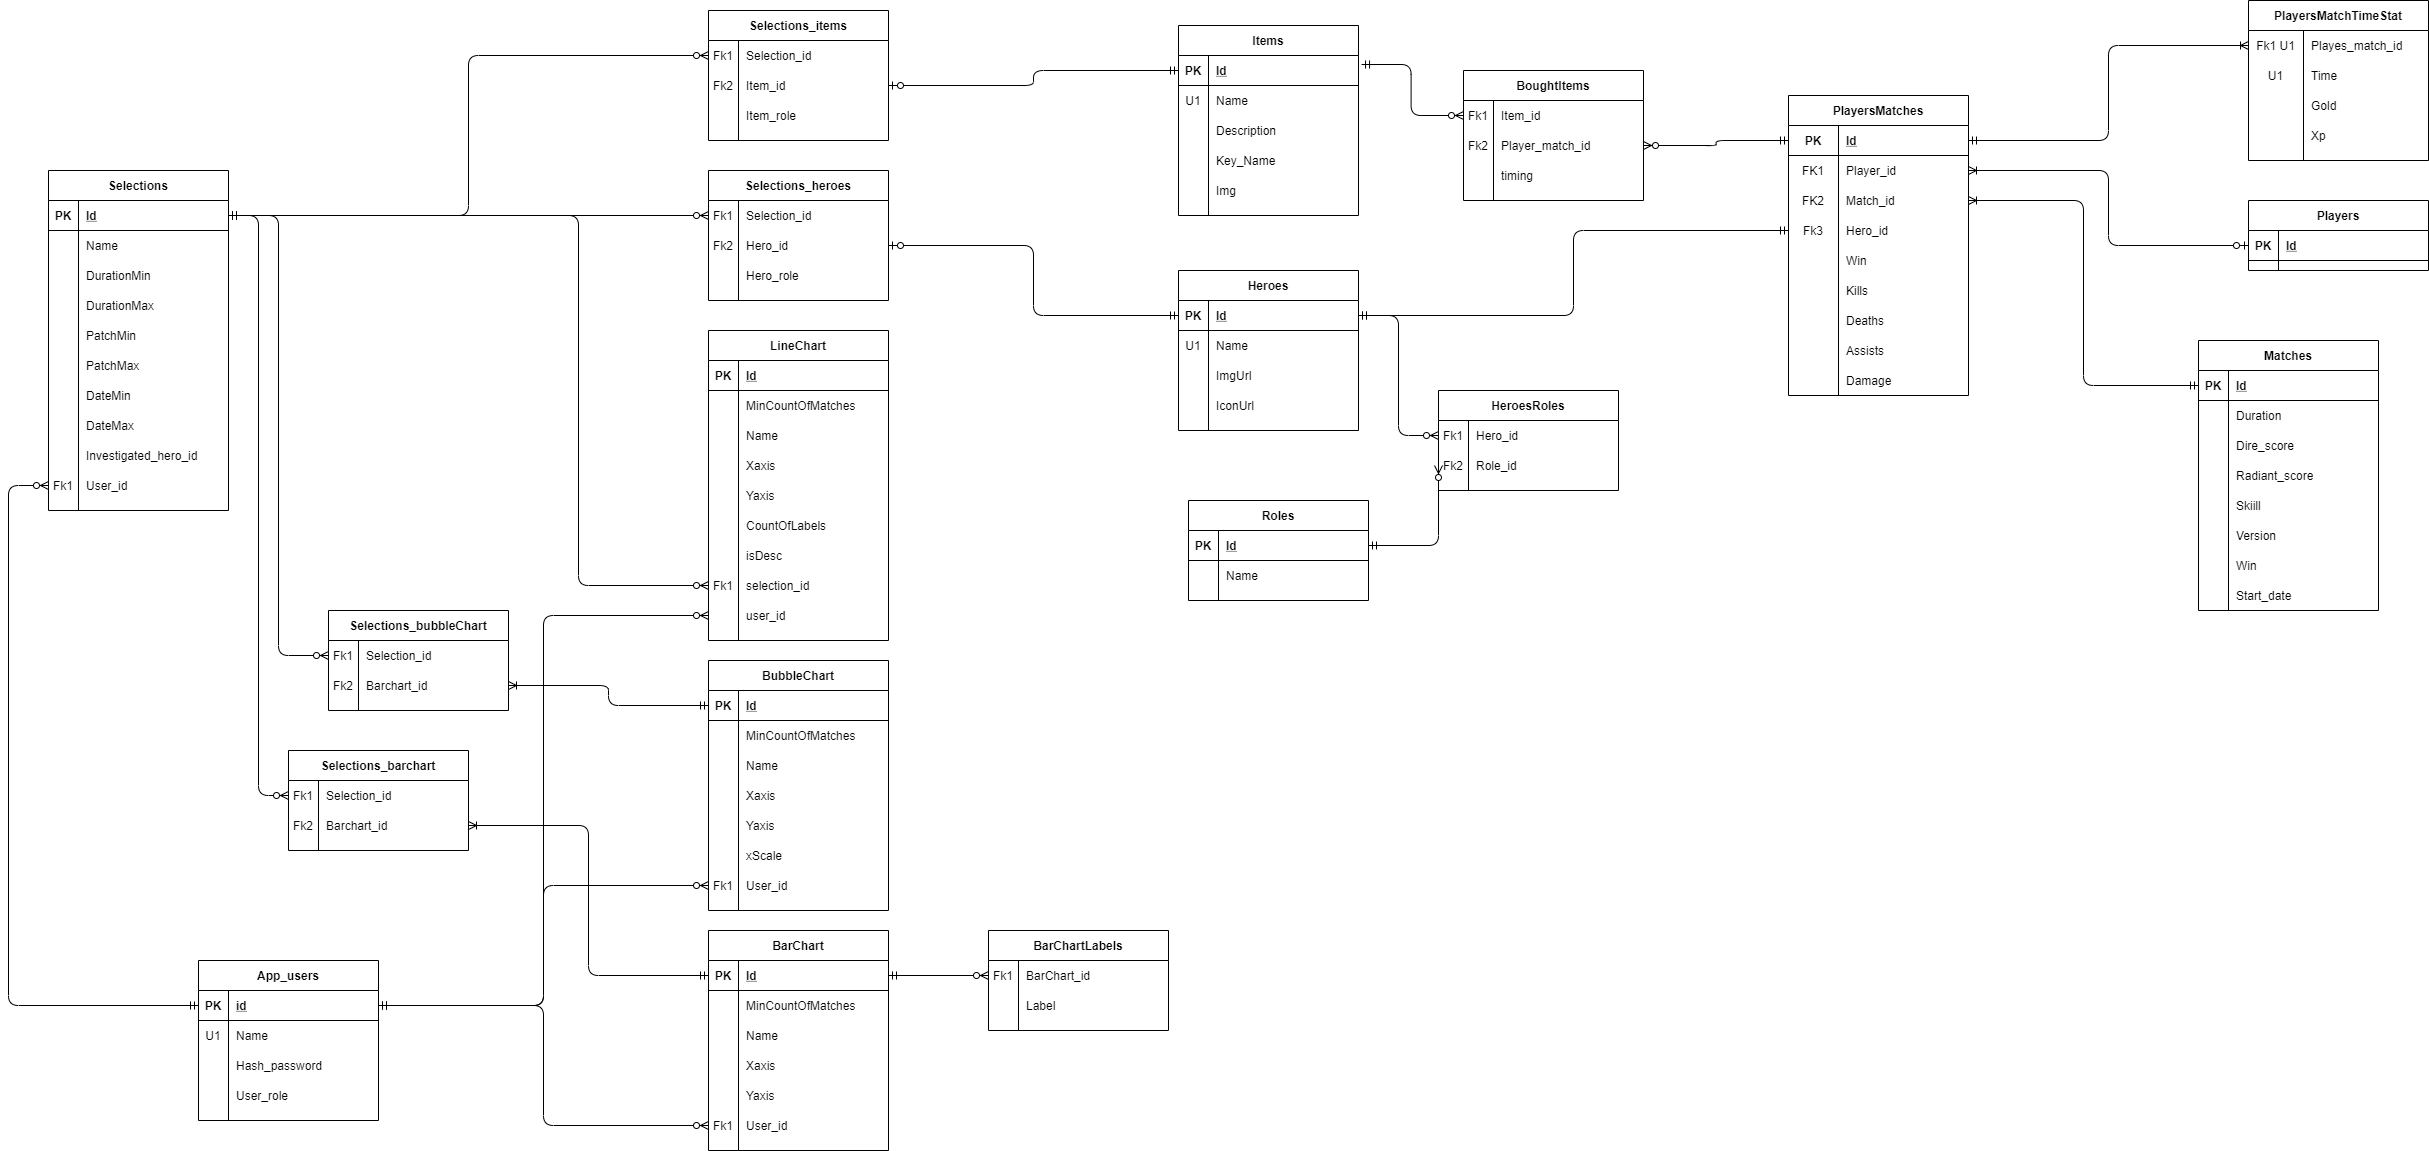 Selections_items
Fk1 Selection_id
Fk2 Item_id
Item_role
Items
PK Id
U1 Name
Description
Key_Name
Img
BoughtItems
Fk1 Item_id
Fk2 Player_match_id
timing
PlayersMatches
PK Id
FK1 Player_id
FK2 Match_id
Fk3 Hero_id
Win
Kills
Deaths
Assists
Damage
PlayersMatchTimeStat
Fk1 U1 Playes_match_id
U1 Time
Gold
Xp
Players
PK Id
Selections
PK Id
Name
DurationMin
DurationMax
PatchMin
PatchMax
DateMin
DateMax
Investigated_hero_id
Fk1 User_id
Selections_heroes
Fk1 Selection_id
Fk2 Hero_id
Hero_role
Heroes
PK Id
U1 Name
ImgUrl
IconUrl
HeroesRoles
Fk1 Hero_id
Fk2 Role_id
Roles
PK Id
Name
Matches
PK Id
Duration
Dire_score
Radiant_score
Skiill
Version
Win
Start_date
LineChart
PK Id
MinCountOfMatches
Name
Xaxis
Yaxis
CountOfLabels
isDesc
Fk1 selection_id
user_id
Selections_bubbleChart
Fk1 Selection_id
Fk2 Barchart_id
BubbleChart
PK Id
MinCountOfMatches
Name
Xaxis
Yaxis
xScale
Fk1 User_id
Selections_barchart
Fk1 Selection_id
Fk2 Barchart_id
App_users
PK id
U1 Name
Hash_password
User_role
BarChart
PK Id
MinCountOfMatches
Name
Xaxis
Yaxis
Fk1 User_id
BarChartLabels
Fk1 BarChart_id
Label